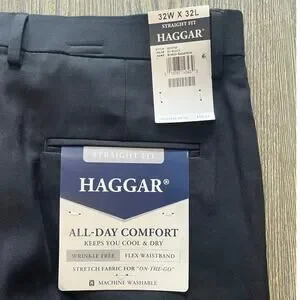 32W X 32L
STRAIGHT FIT
HAGGAR®
STRAIGHT FIT
HAGGAR®
ALL-DAY COMFORT
KEEPS YOU COOL & DRY
WRINKLE FREE FLEX WAISTBAND
STRETCH FABRIC FOR "ON-THE-GO"
MACHINE WASHABLE